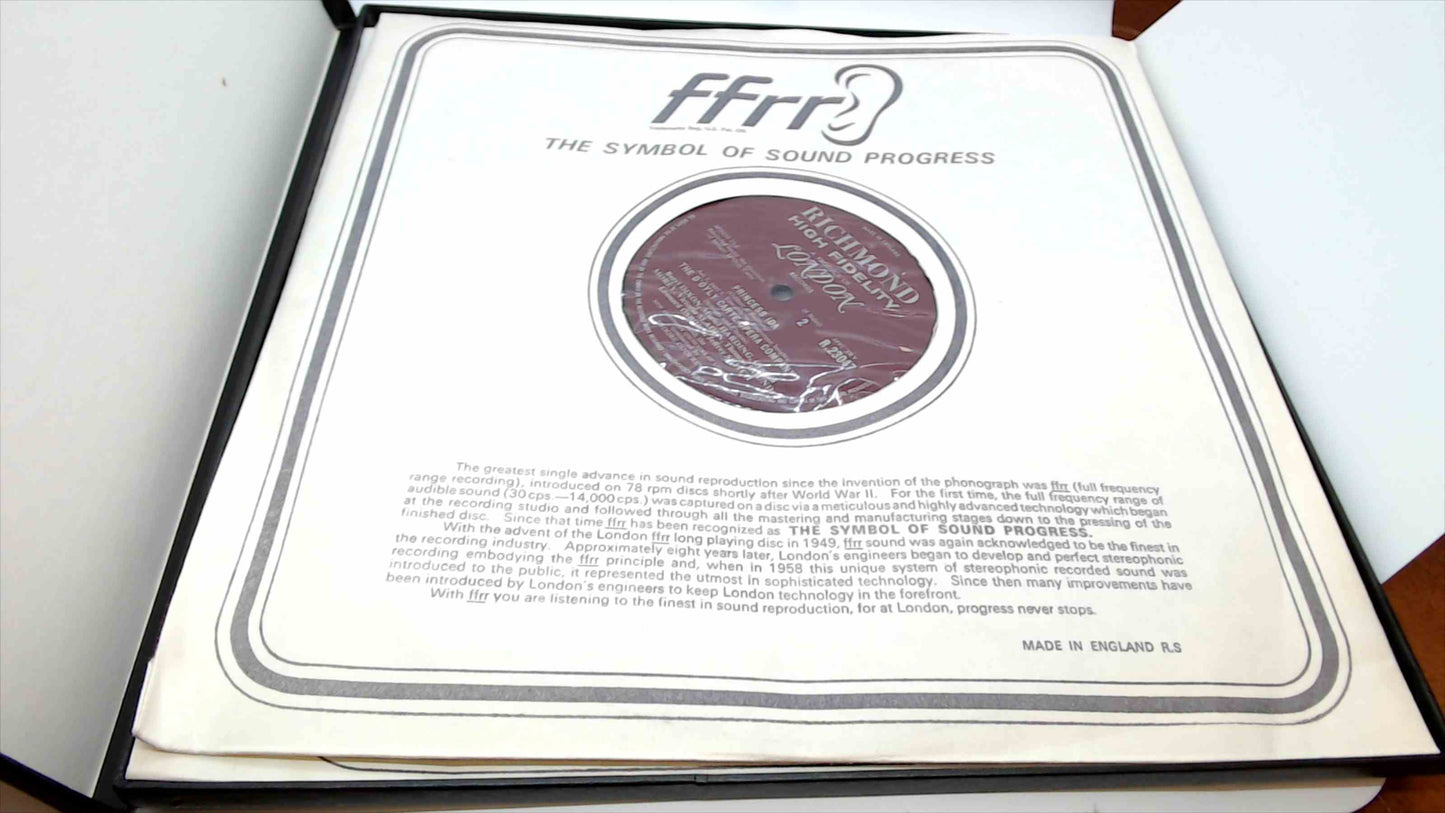 ffrr
Trademarks Reg. U.S. Pat. Off.
THE SYMBOL OF SOUND PROGRESS
RICHMOND
HIGH FIDELITY
LONDON
PRINCESS IDA
2
THE D'OYLY CARTE OPERA COMPANY
R.23047
The greatest single advance in sound reproduction since the invention of the phonograph was ffrr (full frequency
range recording), introduced on 78 rpm discs shortly after World War II. For the first time, the full frequency range of
audible sound (30 cps.—14,000 cps.) was captured on a disc via a meticulous and highly advanced technology which began
at the recording studio and followed through all the mastering and manufacturing stages down to the pressing of the
finished disc. Since that time ffrr has been recognized as THE SYMBOL OF SOUND PROGRESS.
With the advent of the London ffrr long playing disc in 1949, ffrr sound was again acknowledged to be the finest in
the recording industry. Approximately eight years later, London's engineers began to develop and perfect stereophonic
recording embodying the ffrr principle and, when in 1958 this unique system of stereophonic recorded sound was
introduced to the public, it represented the utmost in sophisticated technology. Since then many improvements have
been introduced by London's engineers to keep London technology in the forefront.
With ffrr you are listening to the finest in sound reproduction, for at London, progress never stops.
MADE IN ENGLAND R.S